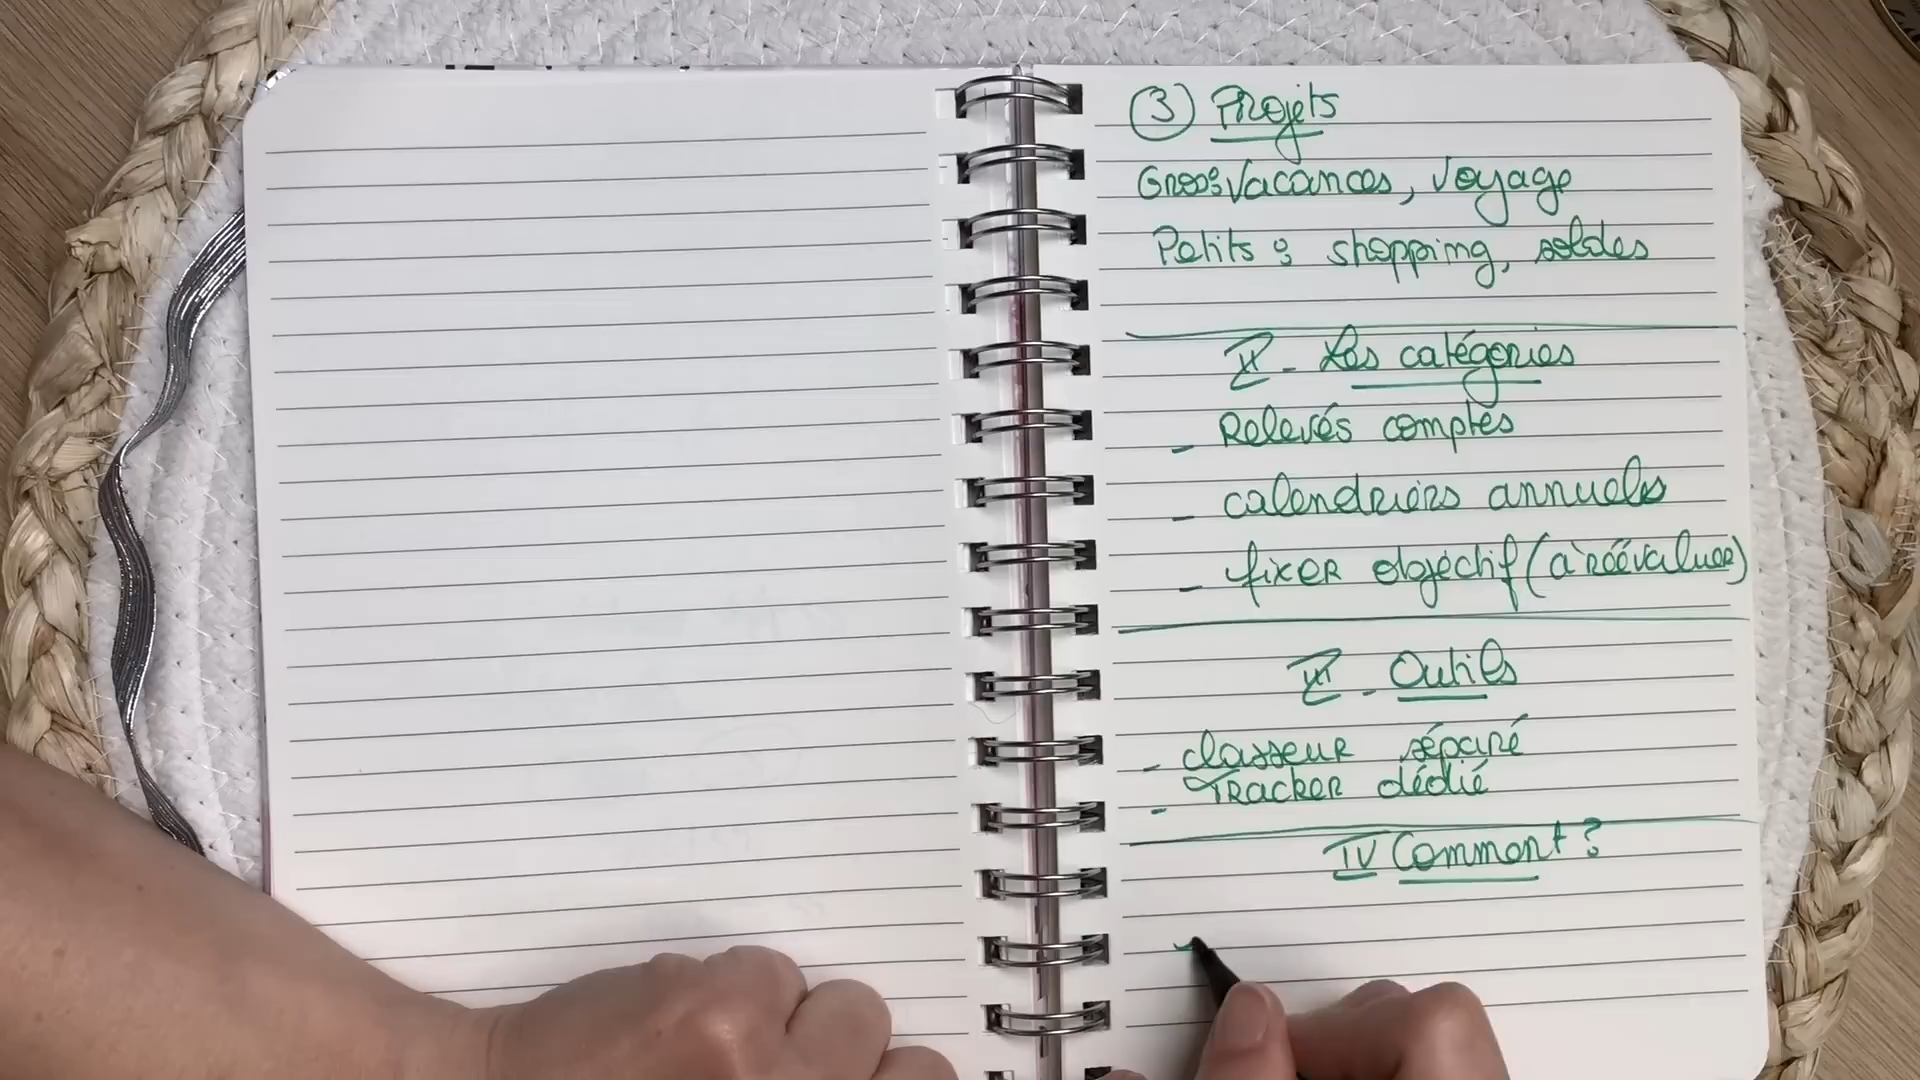 ③ Projets
Gros: Vacances, Voyage
Petits: shopping, soldes
II - Les catégories
- Relevés comptes
- calendriers annuels
- fixer objectif (à réévaluer)
III - Outils
- classeur séparé
- Tracker dédié
IV Comment?